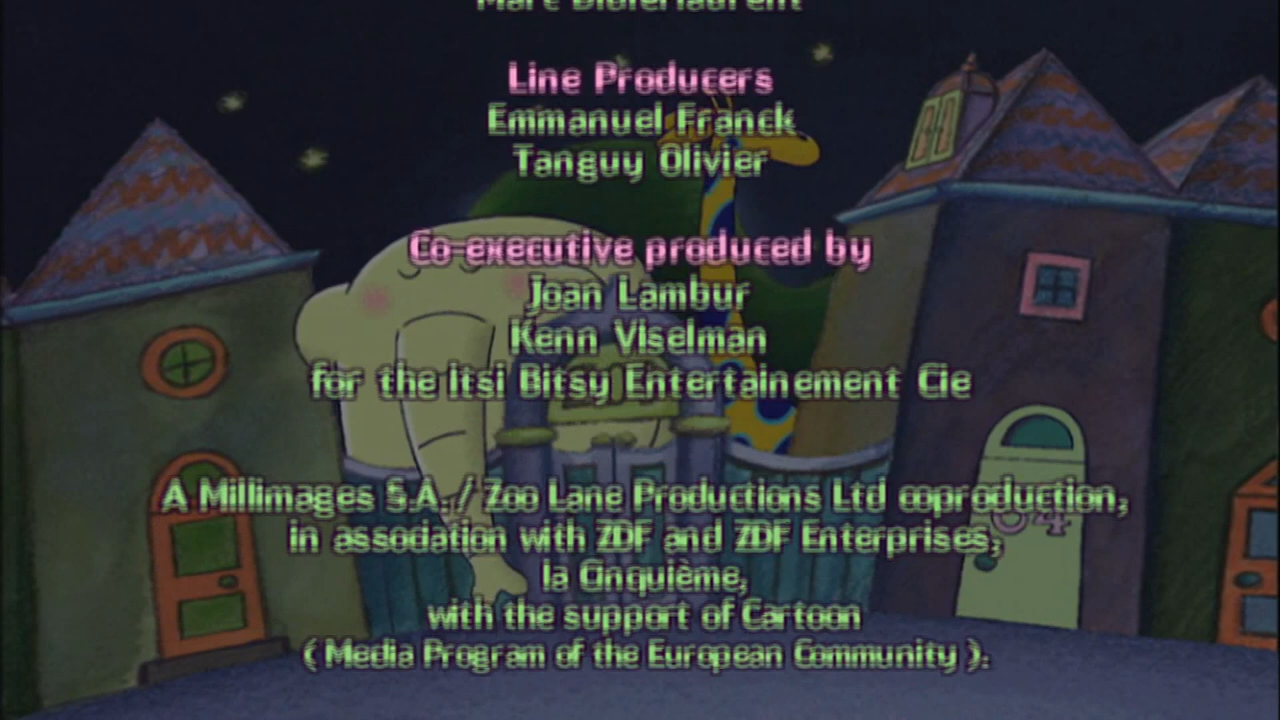 Line Producers
Emmanuel Franck
Tanguy Olivier
Co-executive produced by
Joan Lambur
Kenn Viselman
for the Itsi Bitsy Entertainement Cie
A Millimages S.A. / Zoo Lane Productions Ltd coproduction,
in assodation with ZDF and ZDF Enterprises,
la Cinquième,
with the support of Cartoon
( Media Program of the European Community ).
64